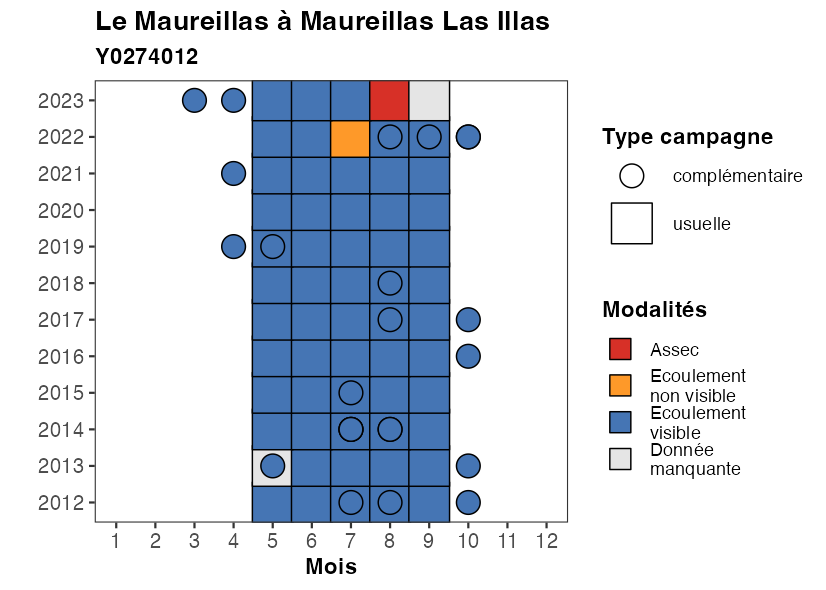 Le Maureillas à Maureillas Las Illas
Y0274012
2023
2022
2021
2020
2019
2018
2017
2016
2015
2014
2013
2012
1 2 3 4 5 6 7 8 9 10 11 12
Mois
Type campagne
complémentaire
usuelle
Modalités
Assec
Ecoulement
non visible
Ecoulement
visible
Donnée
manquante